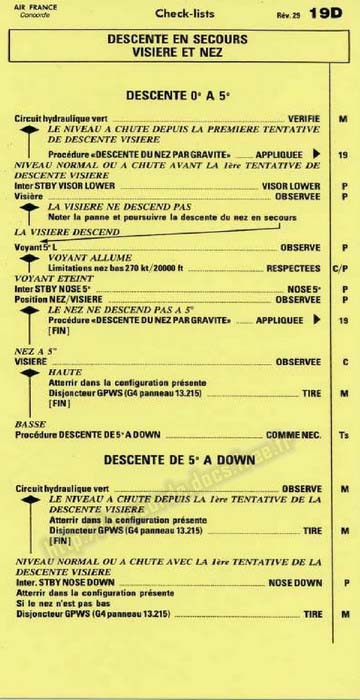 AIR FRANCE
Concorde
Check-lists
Rév. 29 19D
DESCENTE EN SECOURS
VISIERE ET NEZ
DESCENTE 0° A 5°
Circuit hydraulique vert VERIFIE M
LE NIVEAU A CHUTE DEPUIS LA PREMIERE TENTATIVE
DE DESCENTE VISIERE
Procédure «DESCENTE DU NEZ PAR GRAVITE» APPLIQUEE 19
NIVEAU NORMAL OU A CHUTE AVANT LA 1ère TENTATIVE DE
DESCENTE VISIERE
Inter STBY VISOR LOWER VISOR LOWER P
Visière OBSERVEE P
LA VISIERE NE DESCEND PAS
Noter la panne et poursuivre la descente du nez en secours
LA VISIERE DESCEND
Voyant 5° L OBSERVE P
VOYANT ALLUME
Limitations nez bas 270 kt/20000 ft RESPECTEES C/P
VOYANT ETEINT
Inter STBY NOSE 5° NOSE 5° P
Position NEZ/VISIERE OBSERVEE P
LE NEZ NE DESCEND PAS A 5°
Procédure «DESCENTE DU NEZ PAR GRAVITE» APPLIQUEE 19
[FIN]
NEZ A 5°
VISIERE OBSERVEE C
HAUTE
Atterrir dans la configuration présente
Disjoncteur GPWS (G4 panneau 13.215) TIRE M
[FIN]
BASSE
Procédure DESCENTE DE 5° A DOWN COMME NEC. Ts
DESCENTE DE 5° A DOWN
Circuit hydraulique vert OBSERVE M
LE NIVEAU A CHUTE DEPUIS LA 1ère TENTATIVE DE LA
DESCENTE VISIERE
Atterrir dans la configuration présente
Disjoncteur GPWS (G4 panneau 13.215) TIRE M
[FIN]
NIVEAU NORMAL OU A CHUTE AVEC LA 1ère TENTATIVE DE LA
DESCENTE VISIERE
Inter. STBY NOSE DOWN NOSE DOWN P
Atterrir dans la configuration présente
Si le nez n'est pas bas
Disjoncteur GPWS (G4 panneau 13.215) TIRE M